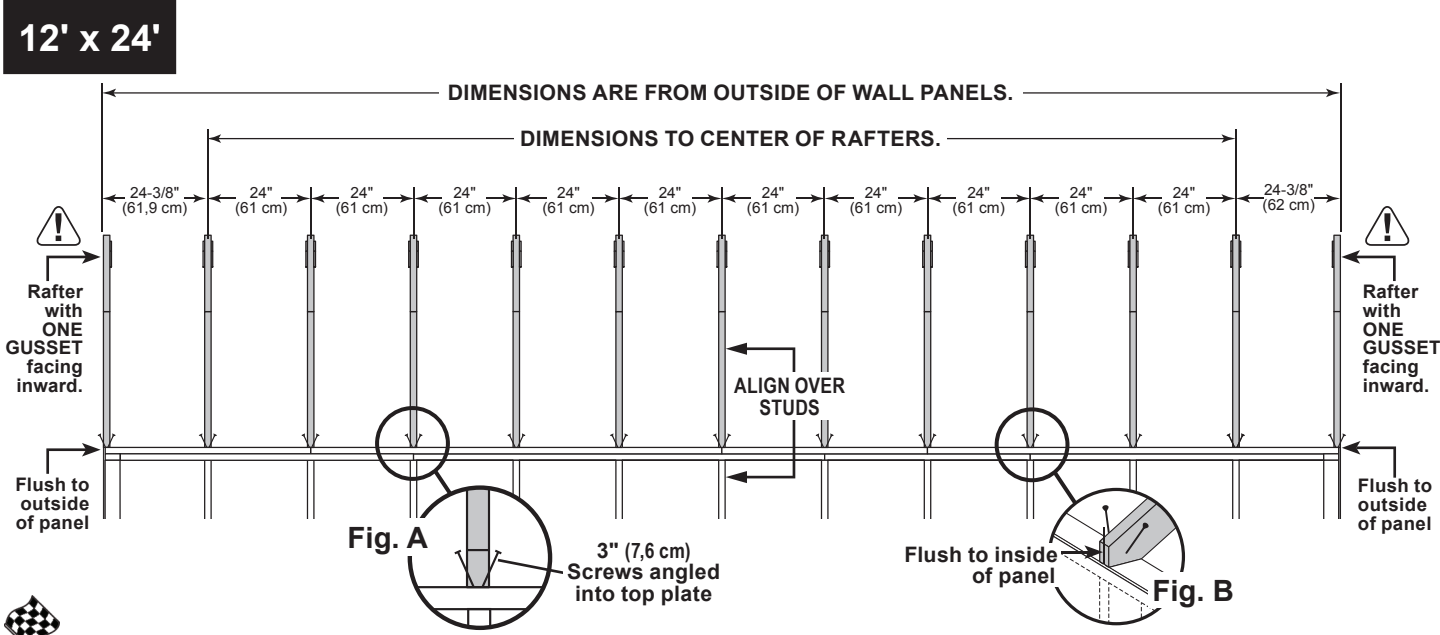 12' x 24'
DIMENSIONS ARE FROM OUTSIDE OF WALL PANELS.
DIMENSIONS TO CENTER OF RAFTERS.
24-3/8" 24" 24" 24" 24" 24" 24" 24" 24" 24" 24" 24-3/8"
(61,9 cm) (61 cm) (61 cm) (61 cm) (61 cm) (61 cm) (61 cm) (61 cm) (61 cm) (61 cm) (61 cm) (62 cm)
!
Rafter
with
ONE
GUSSET
facing
inward.
!
Rafter
with
ONE
GUSSET
facing
inward.
ALIGN OVER
STUDS
Flush to
outside
of panel
Flush to
outside
of panel
Fig. A
3" (7,6 cm)
Screws angled
into top plate
Flush to inside
of panel
Fig. B